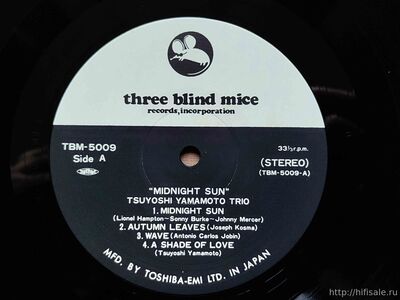 three blind mice
records, incorporation
TBM-5009
Side A
33⅓ r.p.m.
(STEREO)
(TBM-5009-A)
"MIDNIGHT SUN"
TSUYOSHI YAMAMOTO TRIO
1. MIDNIGHT SUN
(Lionel Hampton~Sonny Burke~Johnny Mercer)
2. AUTUMN LEAVES (Joseph Kosma)
3. WAVE (Antonio Carlos Jobin)
4. A SHADE OF LOVE
(Tsuyoshi Yamamoto)
MFD. BY TOSHIBA-EMI LTD. IN JAPAN
http://hifisale.ru